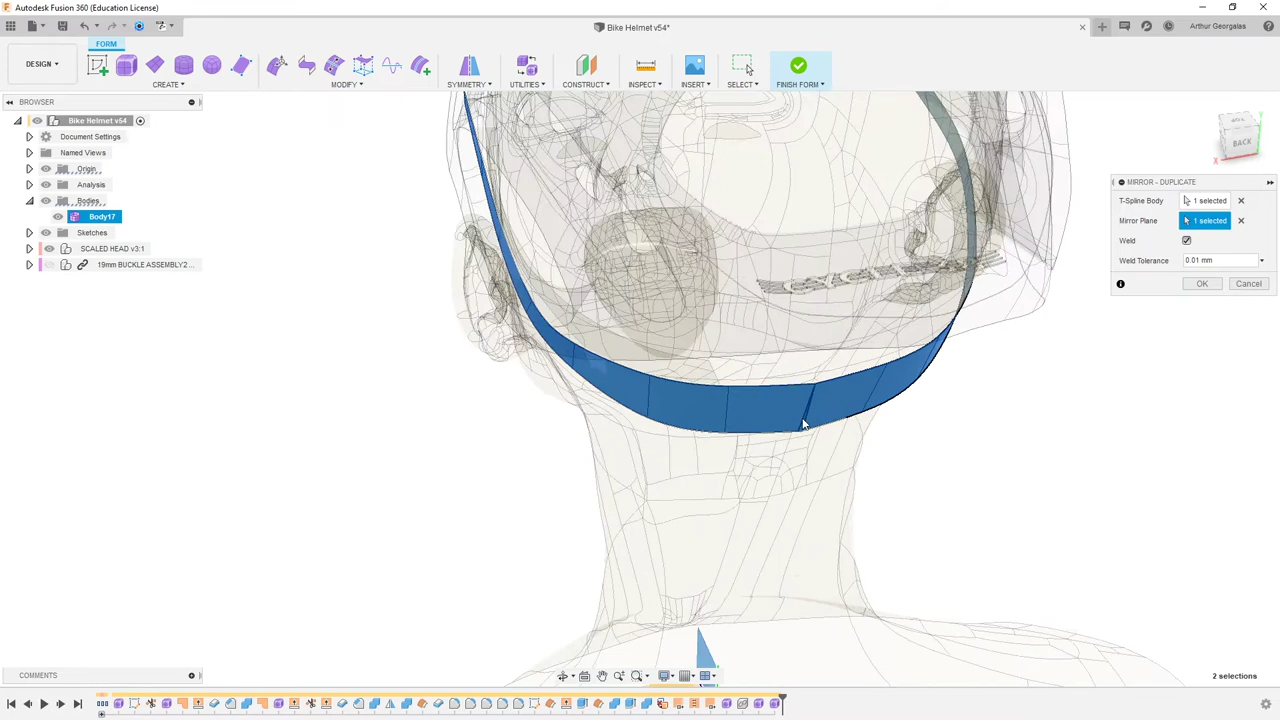 Autodesk Fusion 360 (Education License)
Bike Helmet v54*
Arthur Georgalas
FORM
DESIGN
CREATE
MODIFY
SYMMETRY
UTILITIES
CONSTRUCT
INSPECT
INSERT
SELECT
FINISH FORM
BROWSER
Bike Helmet v54
Document Settings
Named Views
Origin
Analysis
Bodies
Body17
Sketches
SCALED HEAD v3:1
19mm BUCKLE ASSEMBLY2...
TOP
BACK
X
Y
MIRROR - DUPLICATE
T-Spline Body
1 selected
Mirror Plane
1 selected
Weld
Weld Tolerance
0.01 mm
OK
Cancel
COMMENTS
2 selections